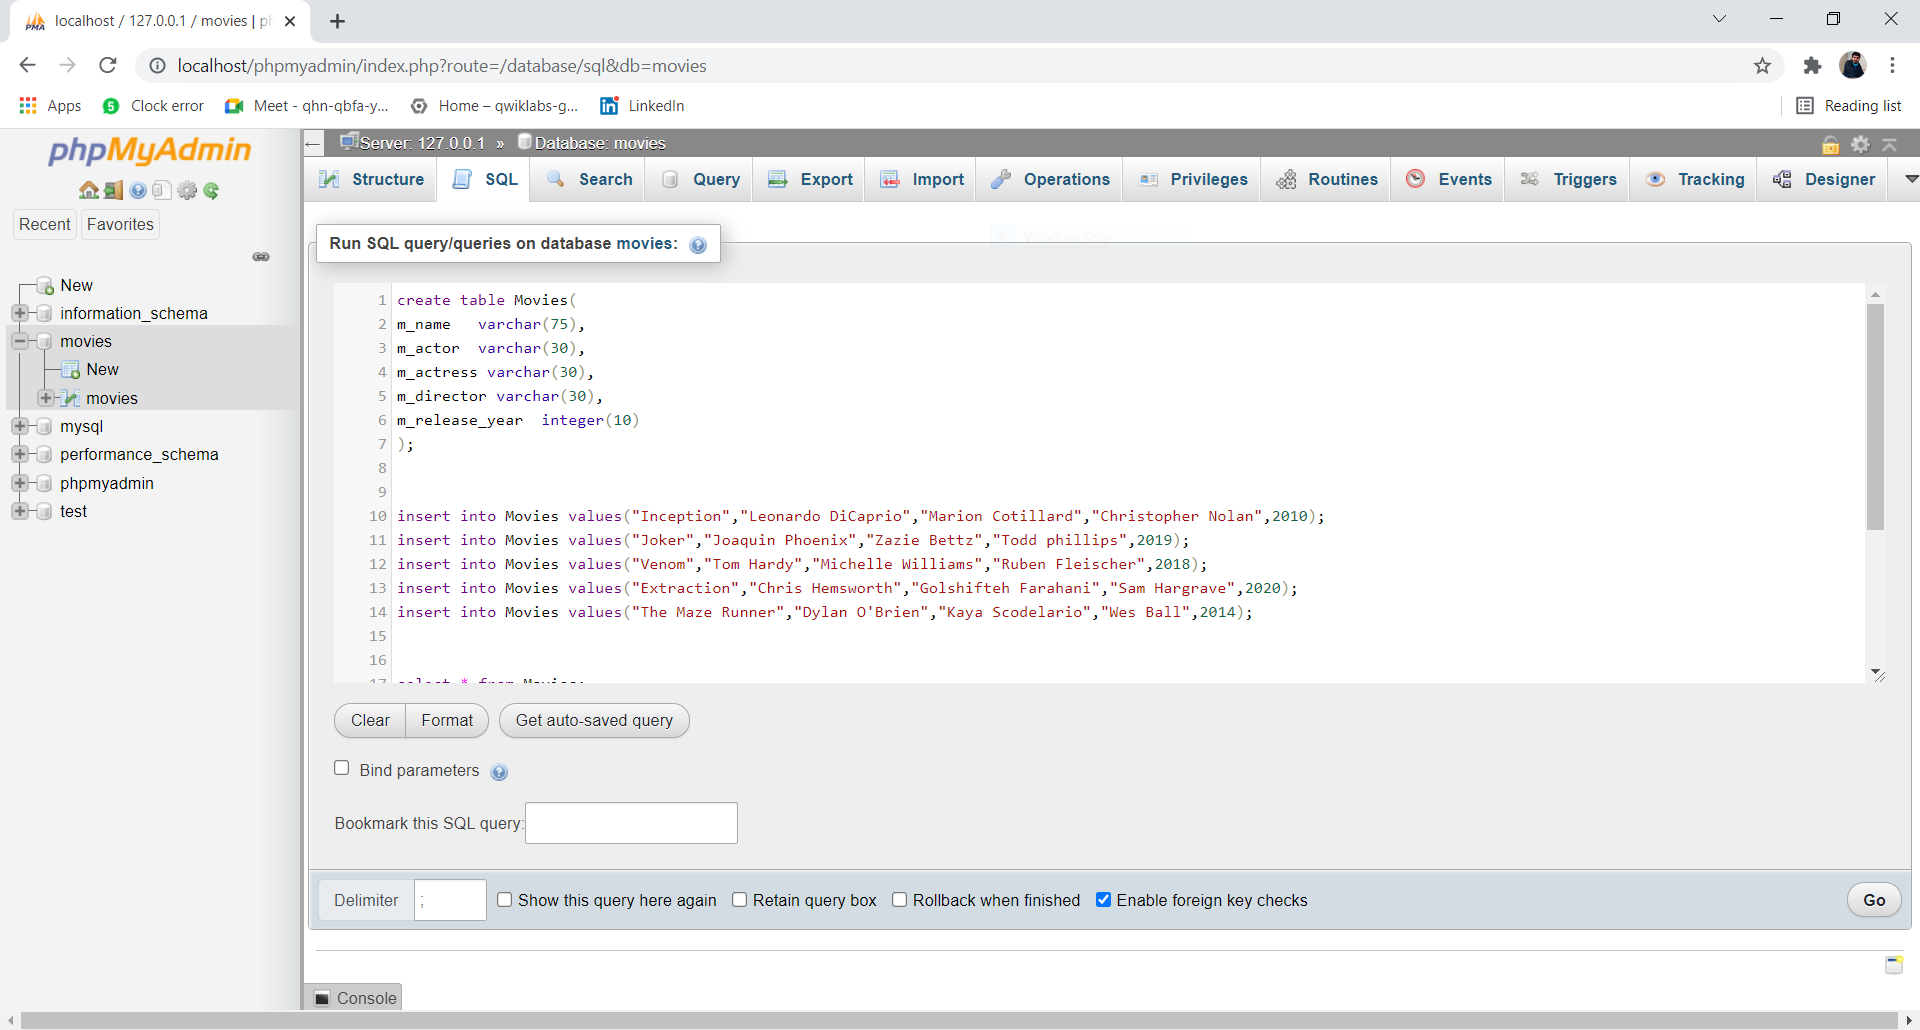 localhost / 127.0.0.1 / movies | ph
localhost/phpmyadmin/index.php?route=/database/sql&db=movies
Apps Clock error Meet - qhn-qbfa-y... Home – qwiklabs-g... LinkedIn Reading list
phpMyAdmin
Recent Favorites
New
information_schema
movies
New
movies
mysql
performance_schema
phpmyadmin
test
Server: 127.0.0.1 » Database: movies
Structure SQL Search Query Export Import Operations Privileges Routines Events Triggers Tracking Designer
Window Snip
Run SQL query/queries on database movies:
1 create table Movies(
2 m_name   varchar(75),
3 m_actor  varchar(30),
4 m_actress varchar(30),
5 m_director varchar(30),
6 m_release_year  integer(10)
7 );
8
9
10 insert into Movies values("Inception","Leonardo DiCaprio","Marion Cotillard","Christopher Nolan",2010);
11 insert into Movies values("Joker","Joaquin Phoenix","Zazie Bettz","Todd phillips",2019);
12 insert into Movies values("Venom","Tom Hardy","Michelle Williams","Ruben Fleischer",2018);
13 insert into Movies values("Extraction","Chris Hemsworth","Golshifteh Farahani","Sam Hargrave",2020);
14 insert into Movies values("The Maze Runner","Dylan O'Brien","Kaya Scodelario","Wes Ball",2014);
15
16
17 select * from Movies;
Clear Format Get auto-saved query
Bind parameters
Bookmark this SQL query:
Delimiter ; Show this query here again Retain query box Rollback when finished Enable foreign key checks Go
Console